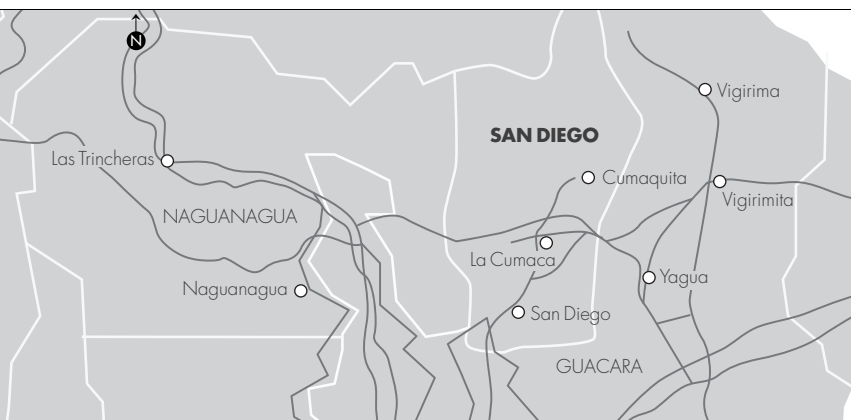 N
Vigirima
SAN DIEGO
Las Trincheras
Cumaquita
Vigirimita
NAGUANAGUA
La Cumaca
Yagua
Naguanagua
San Diego
GUACARA